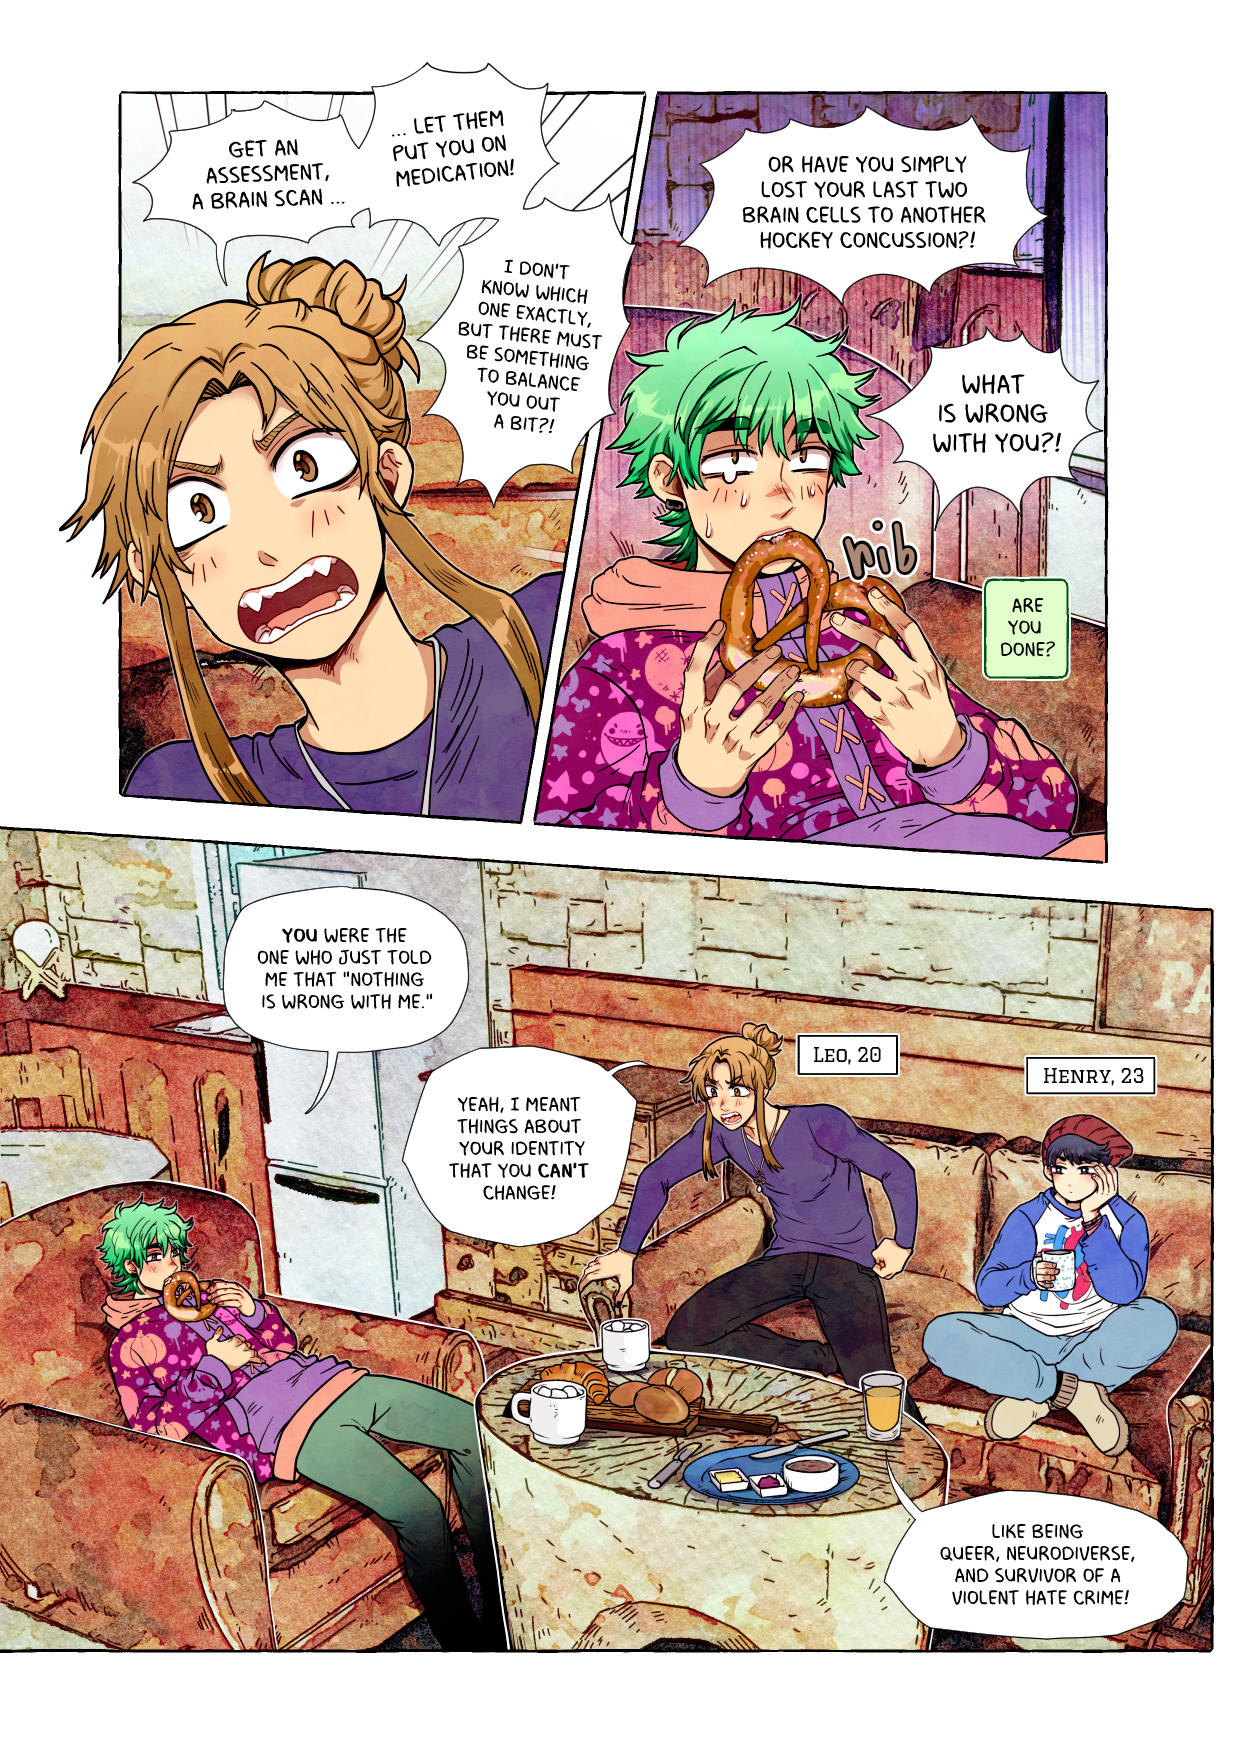 GET AN
ASSESSMENT,
A BRAIN SCAN ...
... LET THEM
PUT YOU ON
MEDICATION!
I DON'T
KNOW WHICH
ONE EXACTLY,
BUT THERE MUST
BE SOMETHING
TO BALANCE
YOU OUT
A BIT?!
OR HAVE YOU SIMPLY
LOST YOUR LAST TWO
BRAIN CELLS TO ANOTHER
HOCKEY CONCUSSION?!
WHAT
IS WRONG
WITH YOU?!
nib
ARE
YOU
DONE?
YOU WERE THE
ONE WHO JUST TOLD
ME THAT "NOTHING
IS WRONG WITH ME."
YEAH, I MEANT
THINGS ABOUT
YOUR IDENTITY
THAT YOU CAN'T
CHANGE!
LEO, 20
HENRY, 23
LIKE BEING
QUEER, NEURODIVERSE,
AND SURVIVOR OF A
VIOLENT HATE CRIME!